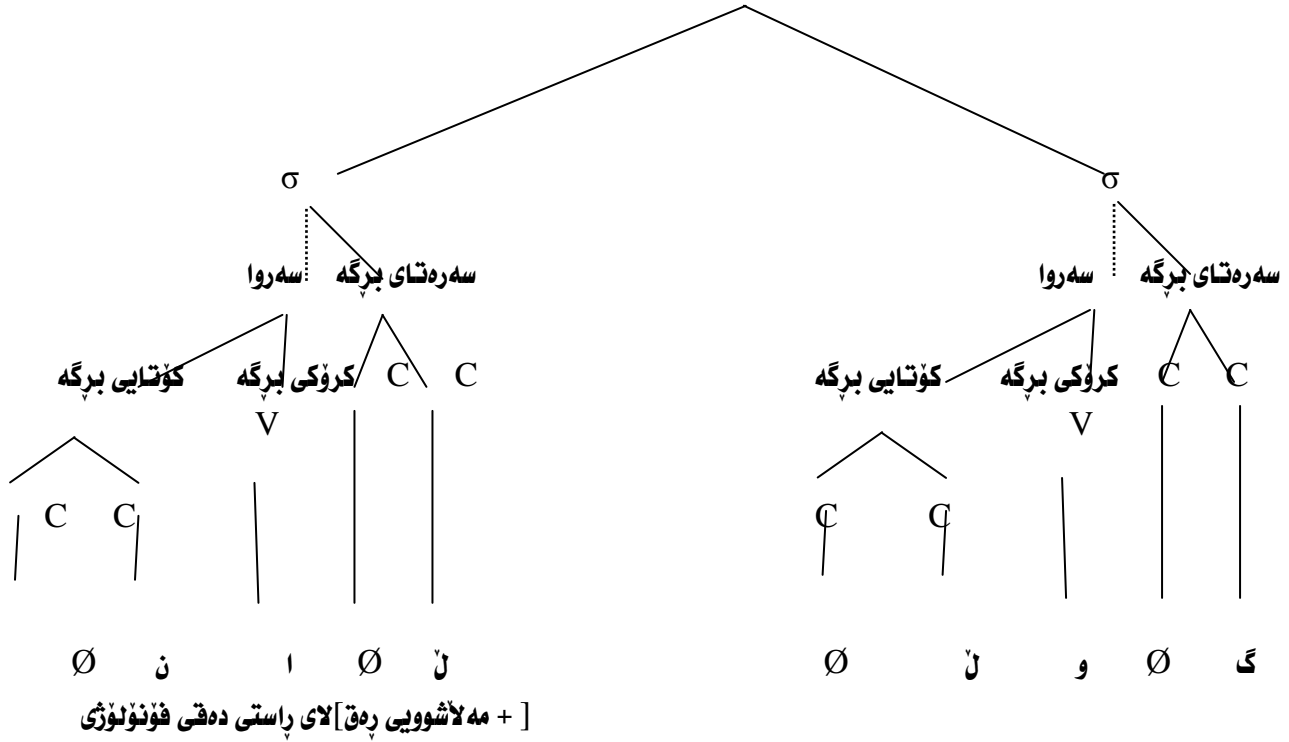 σ σ
سەرەتای بڕگە سەروا سەرەتای بڕگە سەروا
C C کرۆکی بڕگە کۆتایی بڕگە C C کرۆکی بڕگە کۆتایی بڕگە
V V
C C C C
گ Ø و ڵ Ø ڵ Ø ا ن Ø
[ + مەڵاشوویی ڕەق]لای ڕاستی دەقی فۆنۆلۆژی